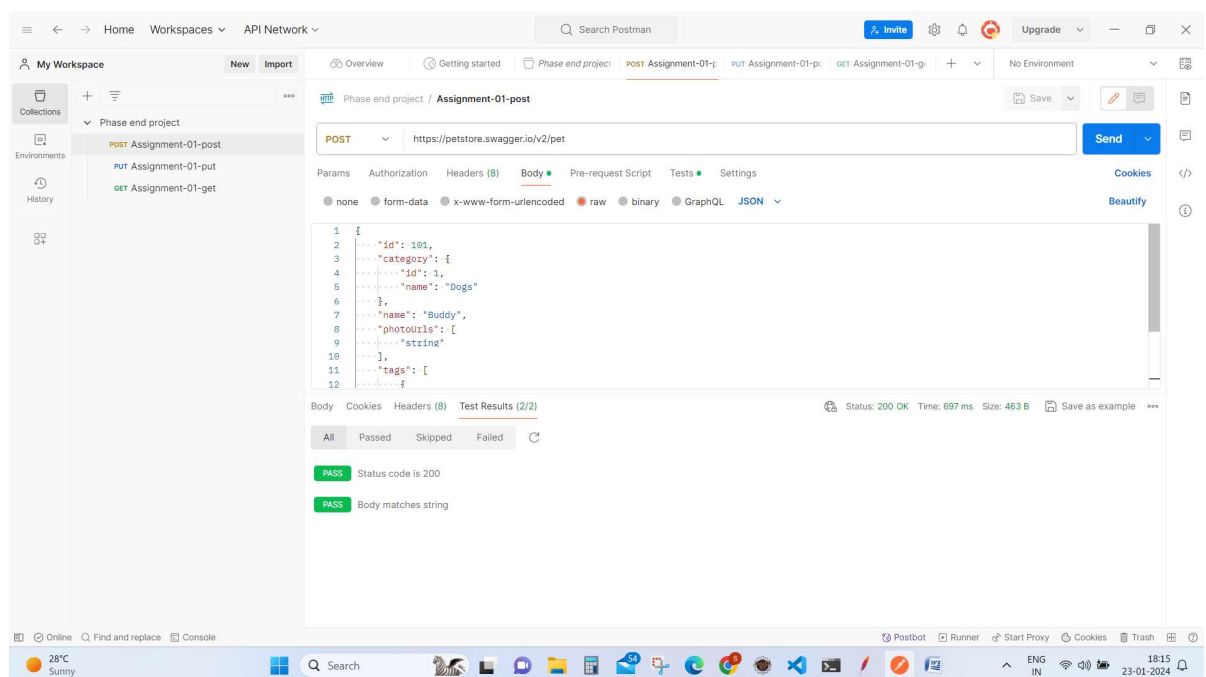 Home Workspaces API Network Search Postman Invite Upgrade
My Workspace New Import Overview Getting started Phase end project POST Assignment-01-p PUT Assignment-01-pu GET Assignment-01-ge No Environment
Collections
Environments
History
Phase end project
POST Assignment-01-post
PUT Assignment-01-put
GET Assignment-01-get
HTTP Phase end project / Assignment-01-post Save
POST https://petstore.swagger.io/v2/pet Send
Params Authorization Headers (8) Body Pre-request Script Tests Settings Cookies
none form-data x-www-form-urlencoded raw binary GraphQL JSON Beautify
1 {
2 "id": 101,
3 "category": {
4 "id": 1,
5 "name": "Dogs"
6 },
7 "name": "Buddy",
8 "photoUrls": [
9 "string"
10 ],
11 "tags": [
12 {
Body Cookies Headers (8) Test Results (2/2) Status: 200 OK Time: 697 ms Size: 463 B Save as example
All Passed Skipped Failed
PASS Status code is 200
PASS Body matches string
Online Find and replace Console Postbot Runner Start Proxy Cookies Trash
28°C
Sunny
Search
54
ENG
IN
18:15
23-01-2024